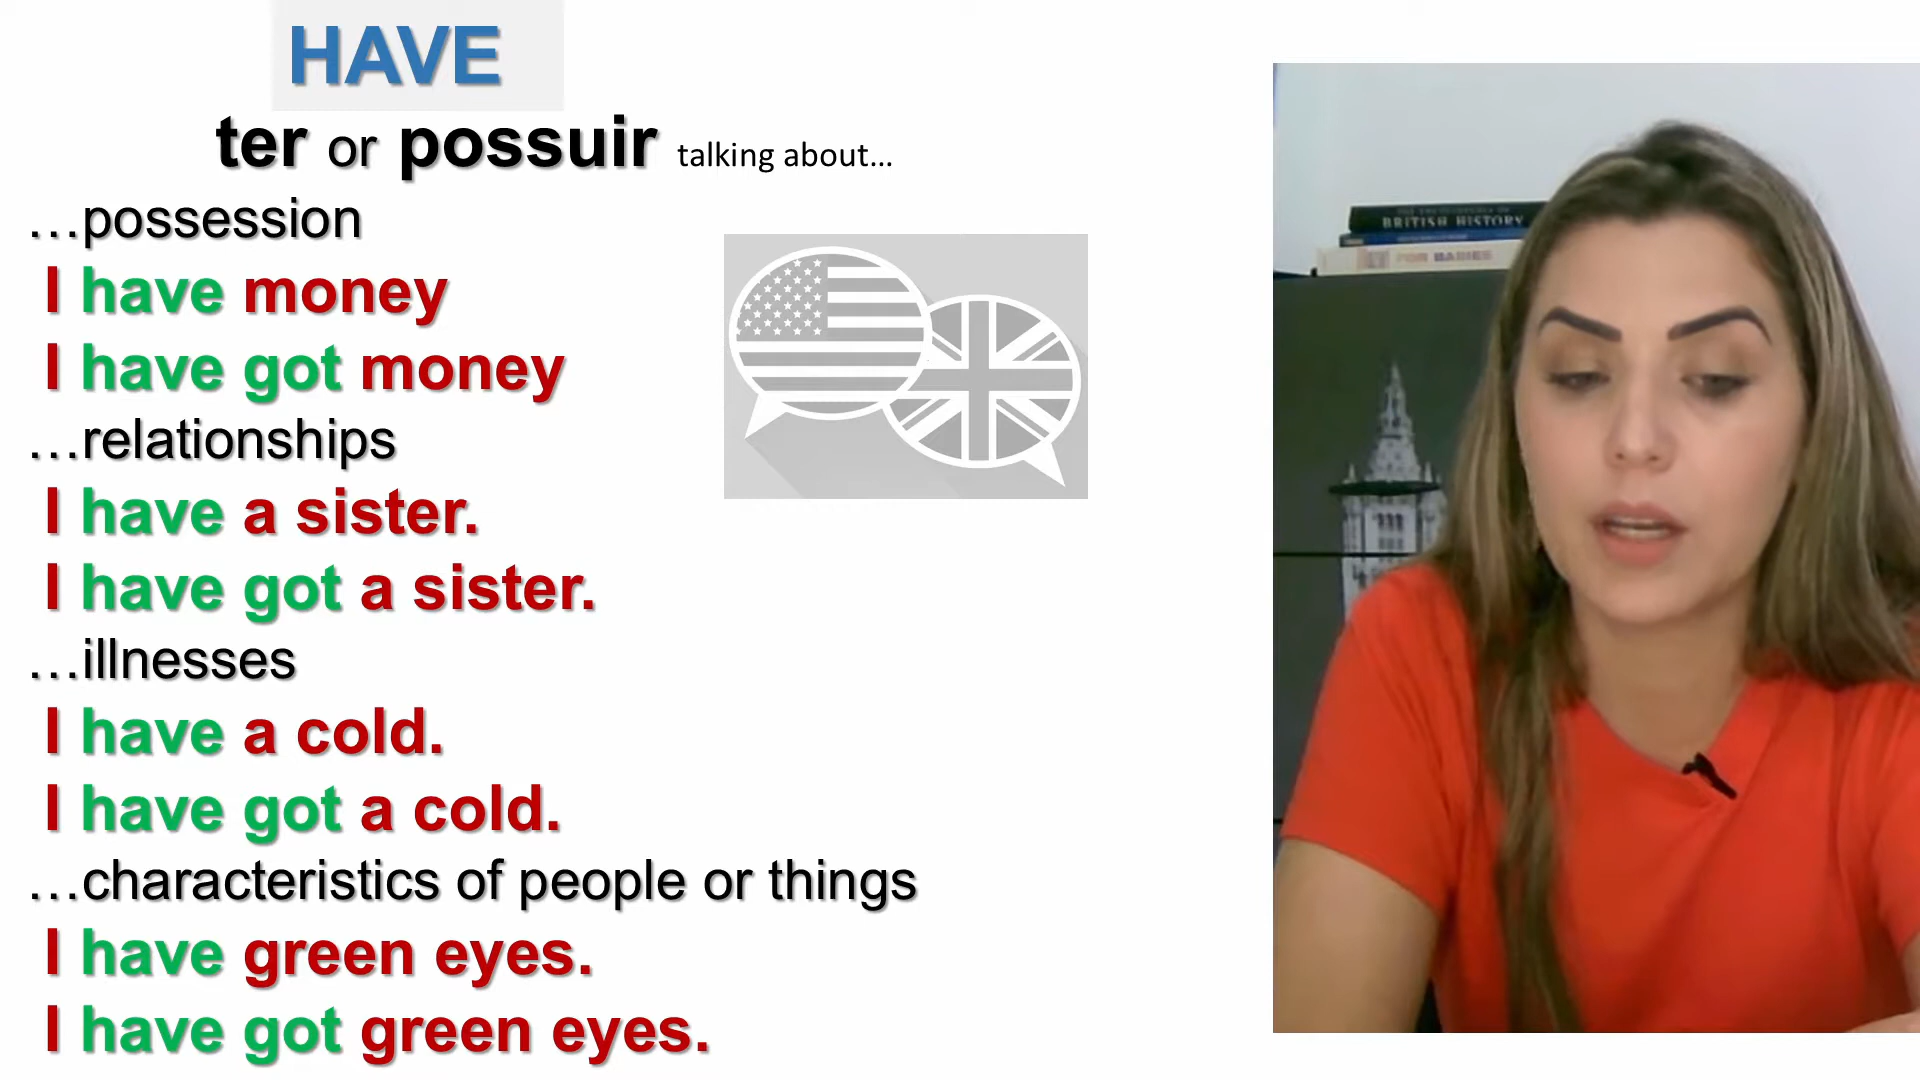 HAVE
ter or possuir talking about...
...possession
I have money
I have got money
...relationships
I have a sister.
I have got a sister.
...illnesses
I have a cold.
I have got a cold.
...characteristics of people or things
I have green eyes.
I have got green eyes.
BRITISH HISTORY
FOR BABIES